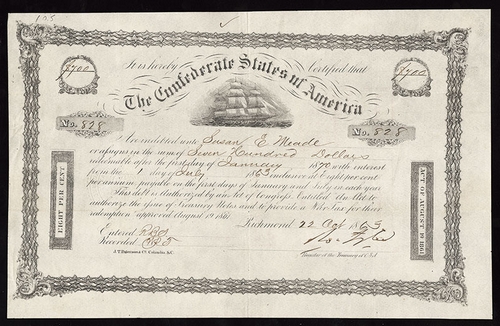 105
$700 It is hereby Certified that $700
The Confederate States of America
No. 828 No. 828
Are indebted unto Susan E. Meade
or assigns in the sum of Seven Hundred Dollars
redeemable after the first day of January 1870 with interest
from the 1 day of July 1863 inclusive at Eight per cent
per annum, payable on the first days of January and July in each year.
This debt is authorized by an Act of Congress, Entitled An Act to
authorize the Issue of Treasury Notes and to provide a War tax for their
redemption approved August 19 1861.
Richmond 22 Oct 1863
Entered
Recorded
of the Treasury C.S.A.
EIGHT PER CENT
ACT OF AUGUST 19 1861